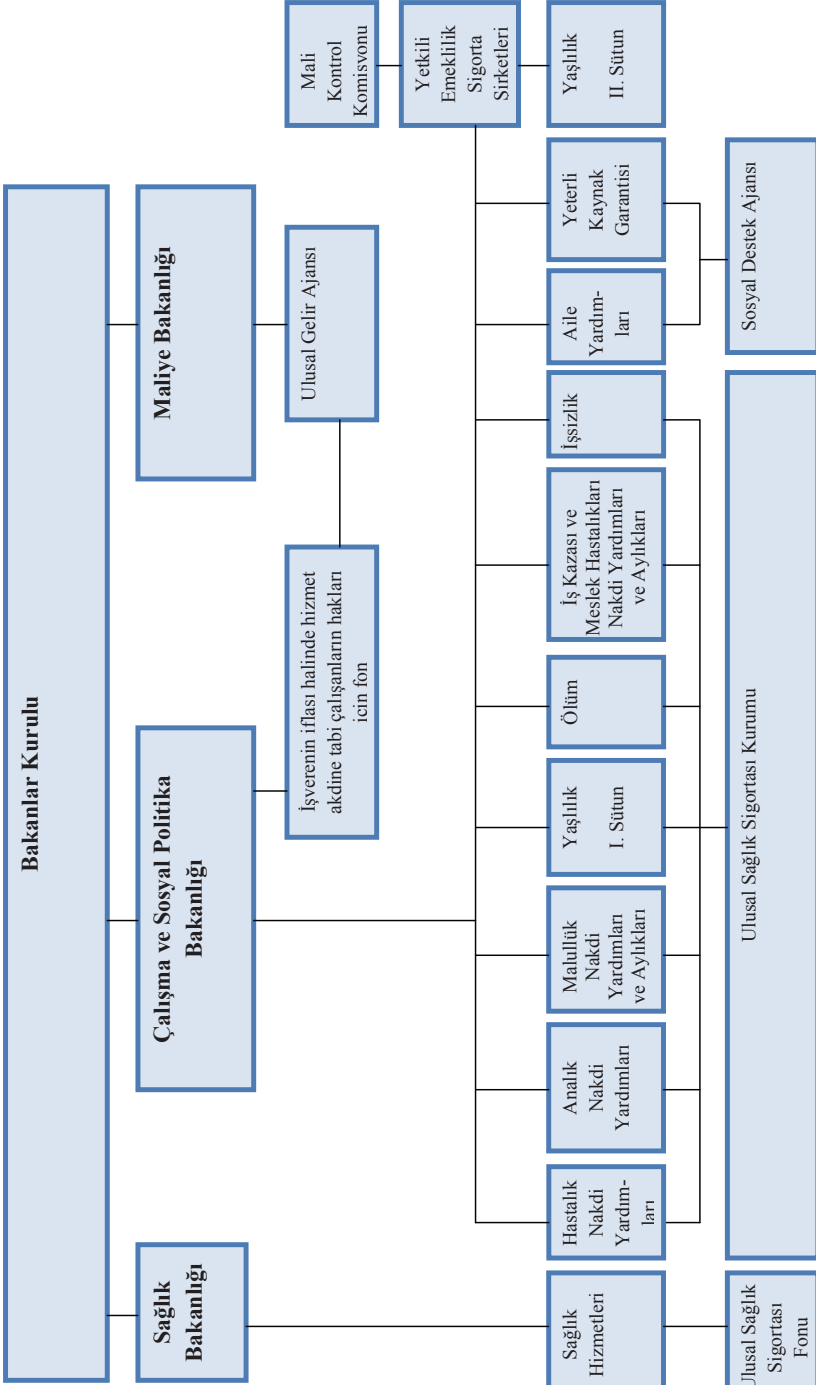 Bakanlar Kurulu
Sağlık
Bakanlığı
Çalışma ve Sosyal Politika
Bakanlığı
Maliye Bakanlığı
İşverenin iflası halinde hizmet
akdine tabi çalışanların hakları
icin fon
Ulusal Gelir Ajansı
Mali
Kontrol
Komisvonu
Yetkili
Emeklilik
Sigorta
Sirketleri
Sağlık
Hizmetleri
Hastalık
Nakdi
Yardım-
ları
Analık
Nakdi
Yardımları
Malullük
Nakdi
Yardımları
ve Aylıkları
Yaşlılık
I. Sütun
Ölüm
İş Kazası ve
Meslek Hastalıkları
Nakdi Yardımları
ve Aylıkları
İşsizlik
Aile
Yardım-
ları
Yeterli
Kaynak
Garantisi
Yaşlılık
II. Sütun
Ulusal Sağlık
Sigortası
Fonu
Ulusal Sağlık Sigortası Kurumu
Sosyal Destek Ajansı